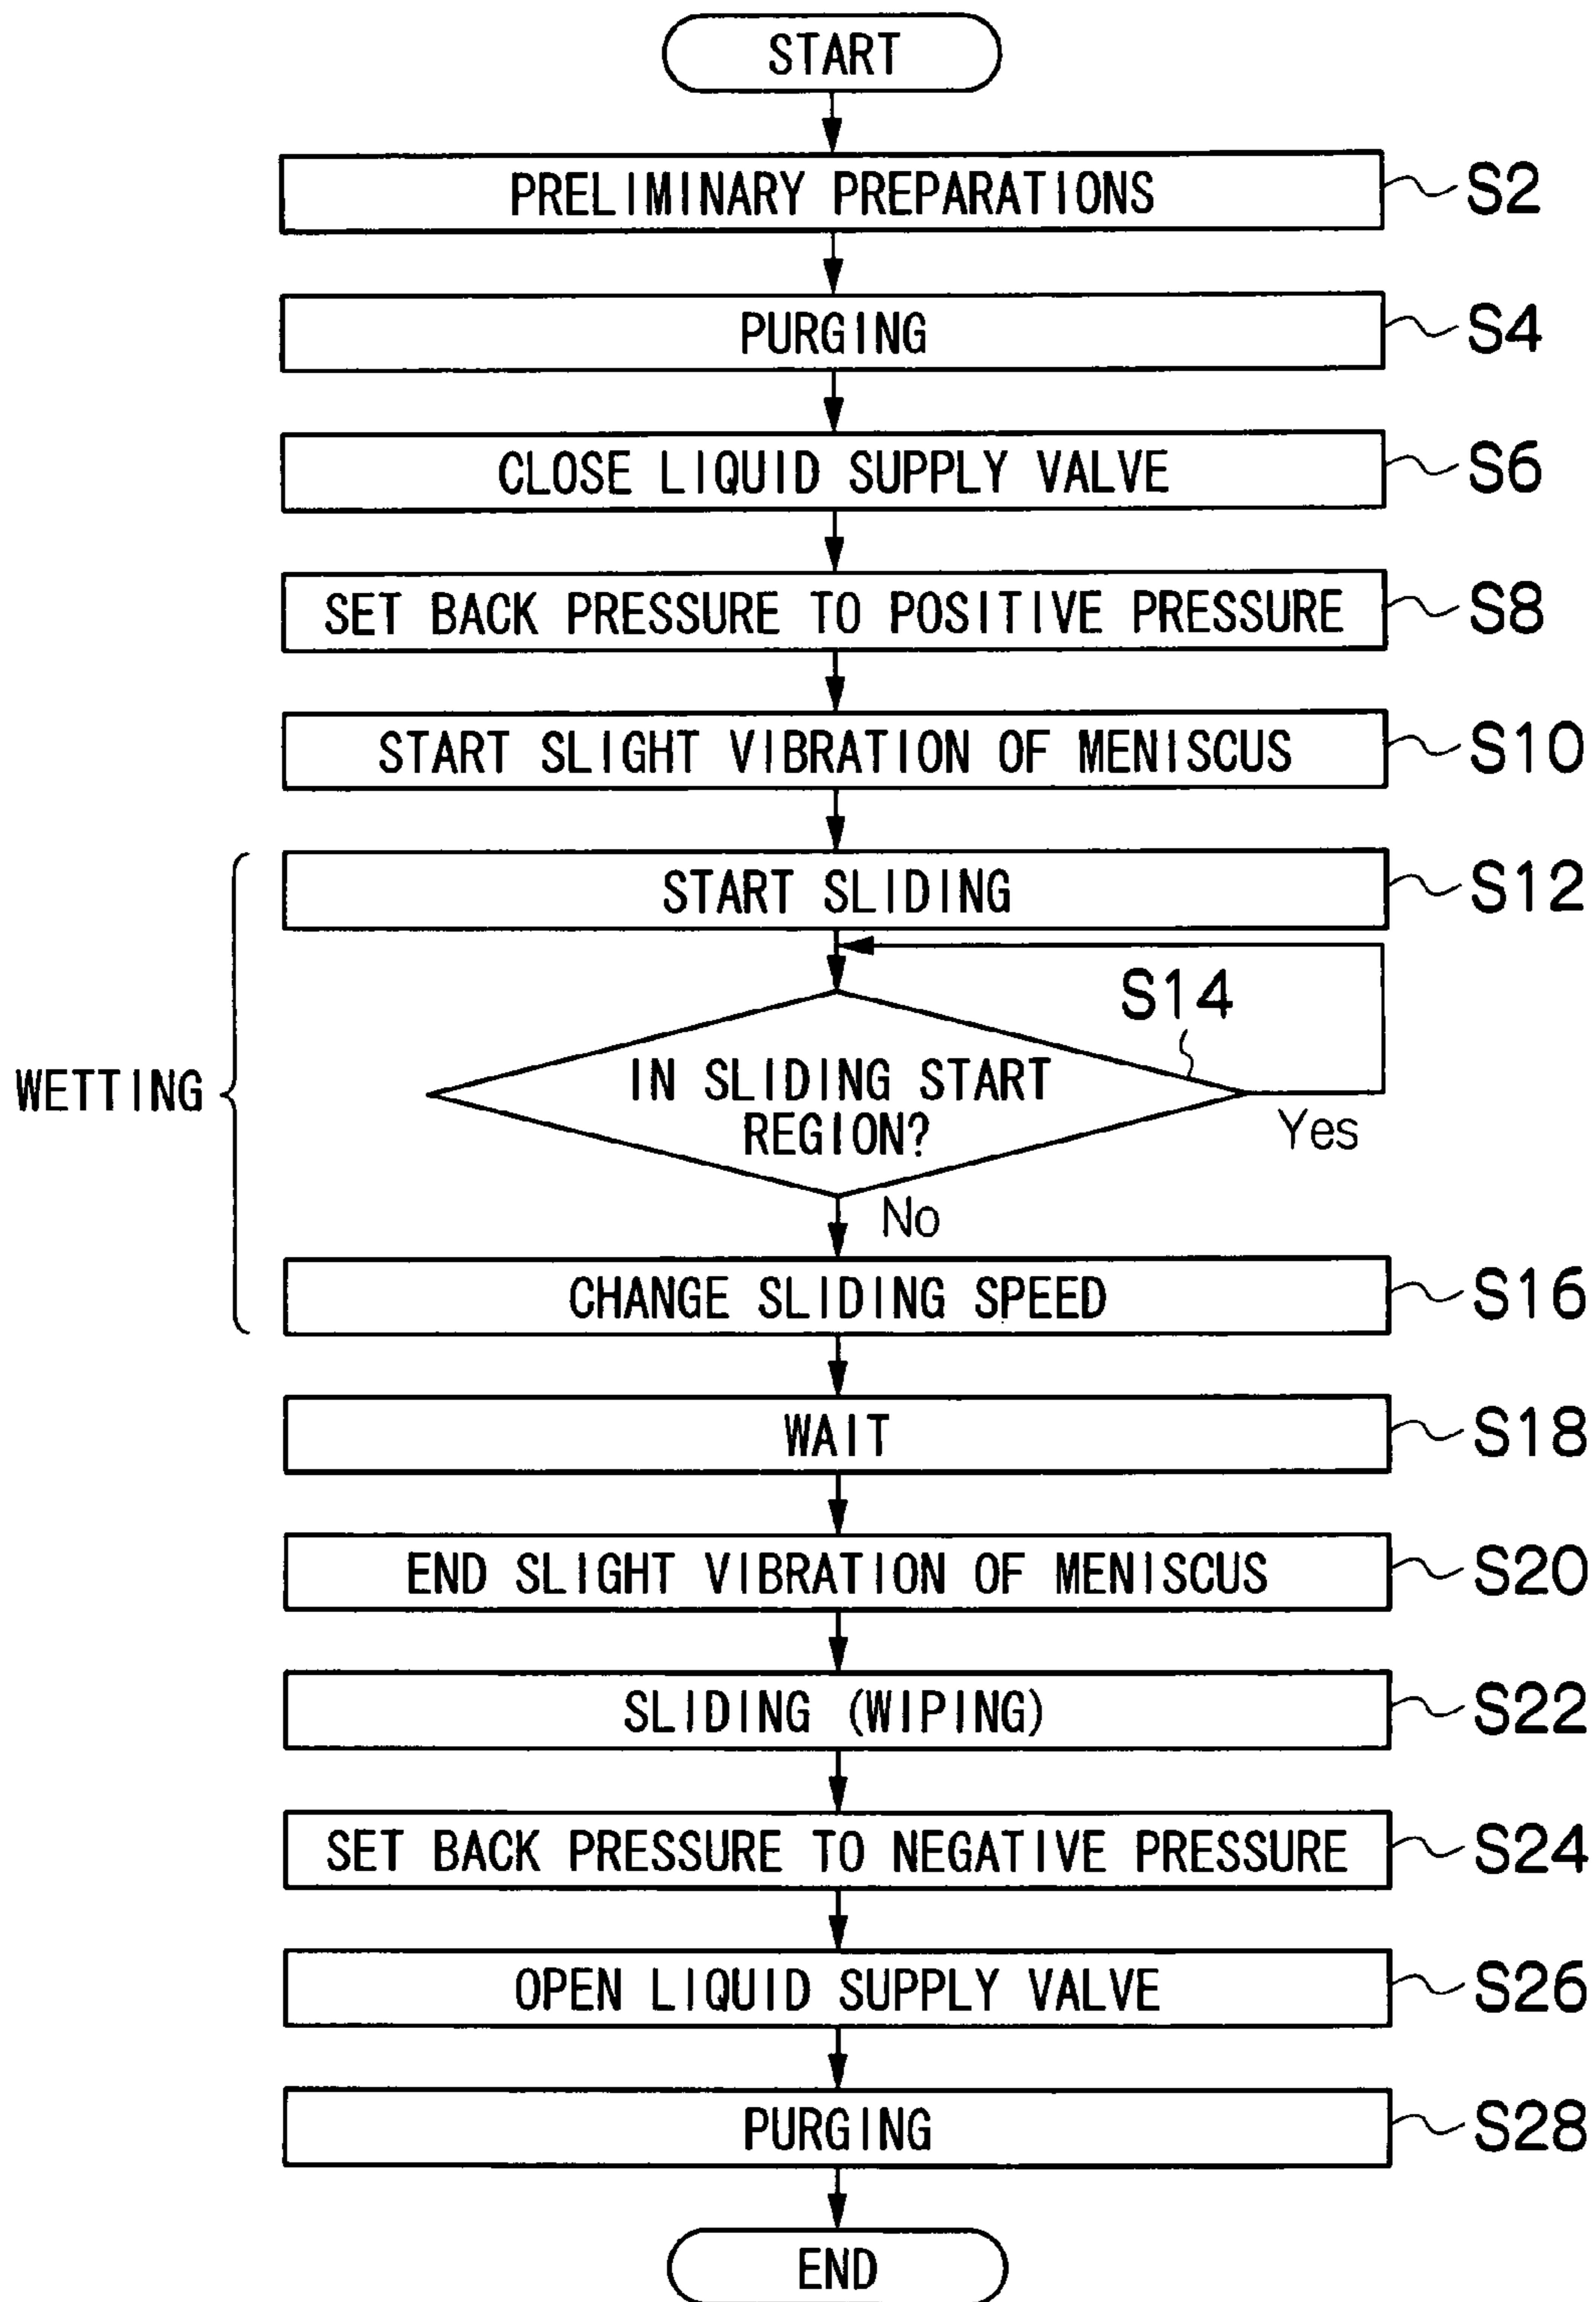 START
PRELIMINARY PREPARATIONS S2
PURGING S4
CLOSE LIQUID SUPPLY VALVE S6
SET BACK PRESSURE TO POSITIVE PRESSURE S8
START SLIGHT VIBRATION OF MENISCUS S10
START SLIDING S12
S14
WETTING
IN SLIDING START
REGION?
Yes
No
CHANGE SLIDING SPEED S16
WAIT S18
END SLIGHT VIBRATION OF MENISCUS S20
SLIDING (WIPING) S22
SET BACK PRESSURE TO NEGATIVE PRESSURE S24
OPEN LIQUID SUPPLY VALVE S26
PURGING S28
END